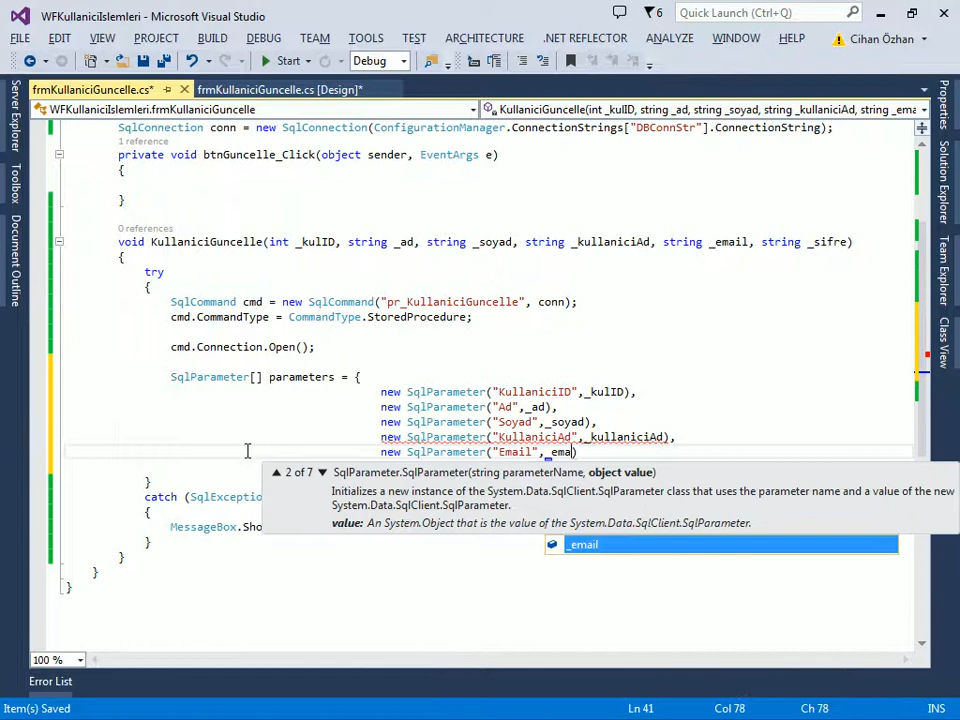 WFKullaniciIslemleri - Microsoft Visual Studio
6
Quick Launch (Ctrl+Q)
FILE EDIT VIEW PROJECT BUILD DEBUG TEAM TOOLS TEST ARCHITECTURE .NET REFLECTOR ANALYZE WINDOW HELP Cihan Özhan
Start Debug
frmKullaniciGuncelle.cs* frmKullaniciGuncelle.cs [Design]*
WFKullaniciIslemleri.frmKullaniciGuncelle KullaniciGuncelle(int _kulID, string _ad, string _soyad, string _kullaniciAd, string _ema
Server Explorer
Toolbox
Document Outline
SqlConnection conn = new SqlConnection(ConfigurationManager.ConnectionStrings["DBConnStr"].ConnectionString);
1 reference
private void btnGuncelle_Click(object sender, EventArgs e)
{
}
0 references
void KullaniciGuncelle(int _kulID, string _ad, string _soyad, string _kullaniciAd, string _email, string _sifre)
{
try
{
SqlCommand cmd = new SqlCommand("pr_KullaniciGuncelle", conn);
cmd.CommandType = CommandType.StoredProcedure;
cmd.Connection.Open();
SqlParameter[] parameters = {
new SqlParameter("KullaniciID",_kulID),
new SqlParameter("Ad",_ad),
new SqlParameter("Soyad",_soyad),
new SqlParameter("KullaniciAd",_kullaniciAd),
new SqlParameter("Email",_ema)
2 of 7 SqlParameter.SqlParameter(string parameterName, object value)
Initializes a new instance of the System.Data.SqlClient.SqlParameter class that uses the parameter name and a value of the new
System.Data.SqlClient.SqlParameter.
value: An System.Object that is the value of the System.Data.SqlClient.SqlParameter.
_email
}
catch (SqlException
{
MessageBox.Sho
}
}
}
}
Properties
Solution Explorer
Team Explorer
Class View
100 %
Error List
Item(s) Saved Ln 41 Col 78 Ch 78 INS